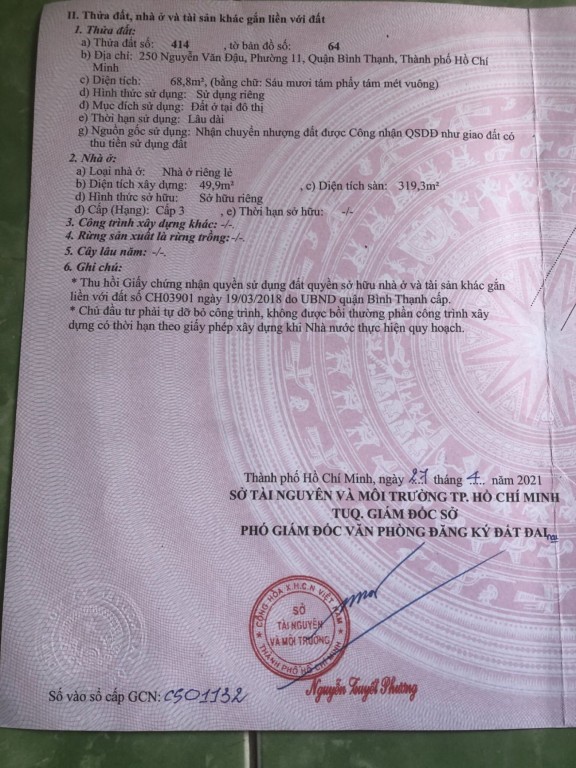 II. Thửa đất, nhà ở và tài sản khác gắn liền với đất
1. Thửa đất:
a) Thửa đất số: 414 , tờ bản đồ số: 64
b) Địa chỉ: 250 Nguyễn Văn Đậu, Phường 11, Quận Bình Thạnh, Thành phố Hồ Chí
Minh
c) Diện tích: 68,8m², (bằng chữ: Sáu mươi tám phẩy tám mét vuông)
d) Hình thức sử dụng: Sử dụng riêng
đ) Mục đích sử dụng: Đất ở tại đô thị
e) Thời hạn sử dụng: Lâu dài
g) Nguồn gốc sử dụng: Nhận chuyển nhượng đất được Công nhận QSDĐ như giao đất có
thu tiền sử dụng đất
2. Nhà ở:
a) Loại nhà ở: Nhà ở riêng lẻ
b) Diện tích xây dựng: 49,9m² , c) Diện tích sàn: 319,3m²
d) Hình thức sở hữu: Sở hữu riêng
đ) Cấp (Hạng): Cấp 3 , e) Thời hạn sở hữu: -/-
3. Công trình xây dựng khác: -/-.
4. Rừng sản xuất là rừng trồng:-/-.
5. Cây lâu năm: -/-.
6. Ghi chú:
* Thu hồi Giấy chứng nhận quyền sử dụng đất quyền sở hữu nhà ở và tài sản khác gắn
liền với đất số CH03901 ngày 19/03/2018 do UBND quận Bình Thạnh cấp.
* Chủ đầu tư phải tự dỡ bỏ công trình, không được bồi thường phần công trình xây
dựng có thời hạn theo giấy phép xây dựng khi Nhà nước thực hiện quy hoạch.
Thành phố Hồ Chí Minh, ngày 27 tháng 4 năm 2021
SỞ TÀI NGUYÊN VÀ MÔI TRƯỜNG TP. HỒ CHÍ MINH
TUQ. GIÁM ĐỐC SỞ
PHÓ GIÁM ĐỐC VĂN PHÒNG ĐĂNG KÝ ĐẤT ĐAI
CỘNG HÒA X.H.C.N VIỆT NAM
SỞ
TÀI NGUYÊN
VÀ MÔI TRƯỜNG
THÀNH PHỐ HỒ CHÍ MINH
Nguyễn Tuyết Phương
Số vào sổ cấp GCN: CS01132